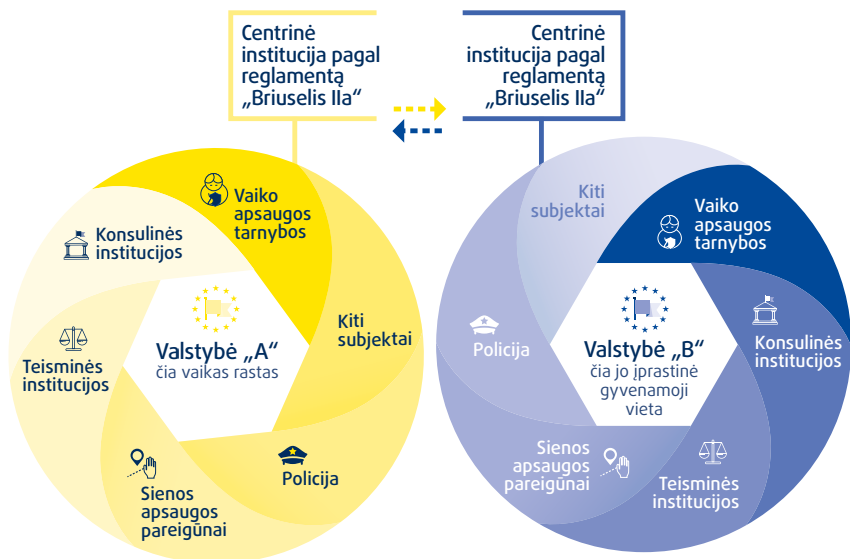 Centrinė
institucija pagal
reglamentą
„Briuselis IIa“
Centrinė
institucija pagal
reglamentą
„Briuselis IIa“
Vaiko
apsaugos
tarnybos
Konsulinės
institucijos
Kiti
subjektai
Valstybė „A“
čia vaikas rastas
Teisminės
institucijos
Policija
Sienos
apsaugos
pareigūnai
Kiti
subjektai
Vaiko
apsaugos
tarnybos
Policija
Valstybė „B“
čia jo įprastinė
gyvenamoji
vieta
Konsulinės
institucijos
Sienos
apsaugos
pareigūnai
Teisminės
institucijos